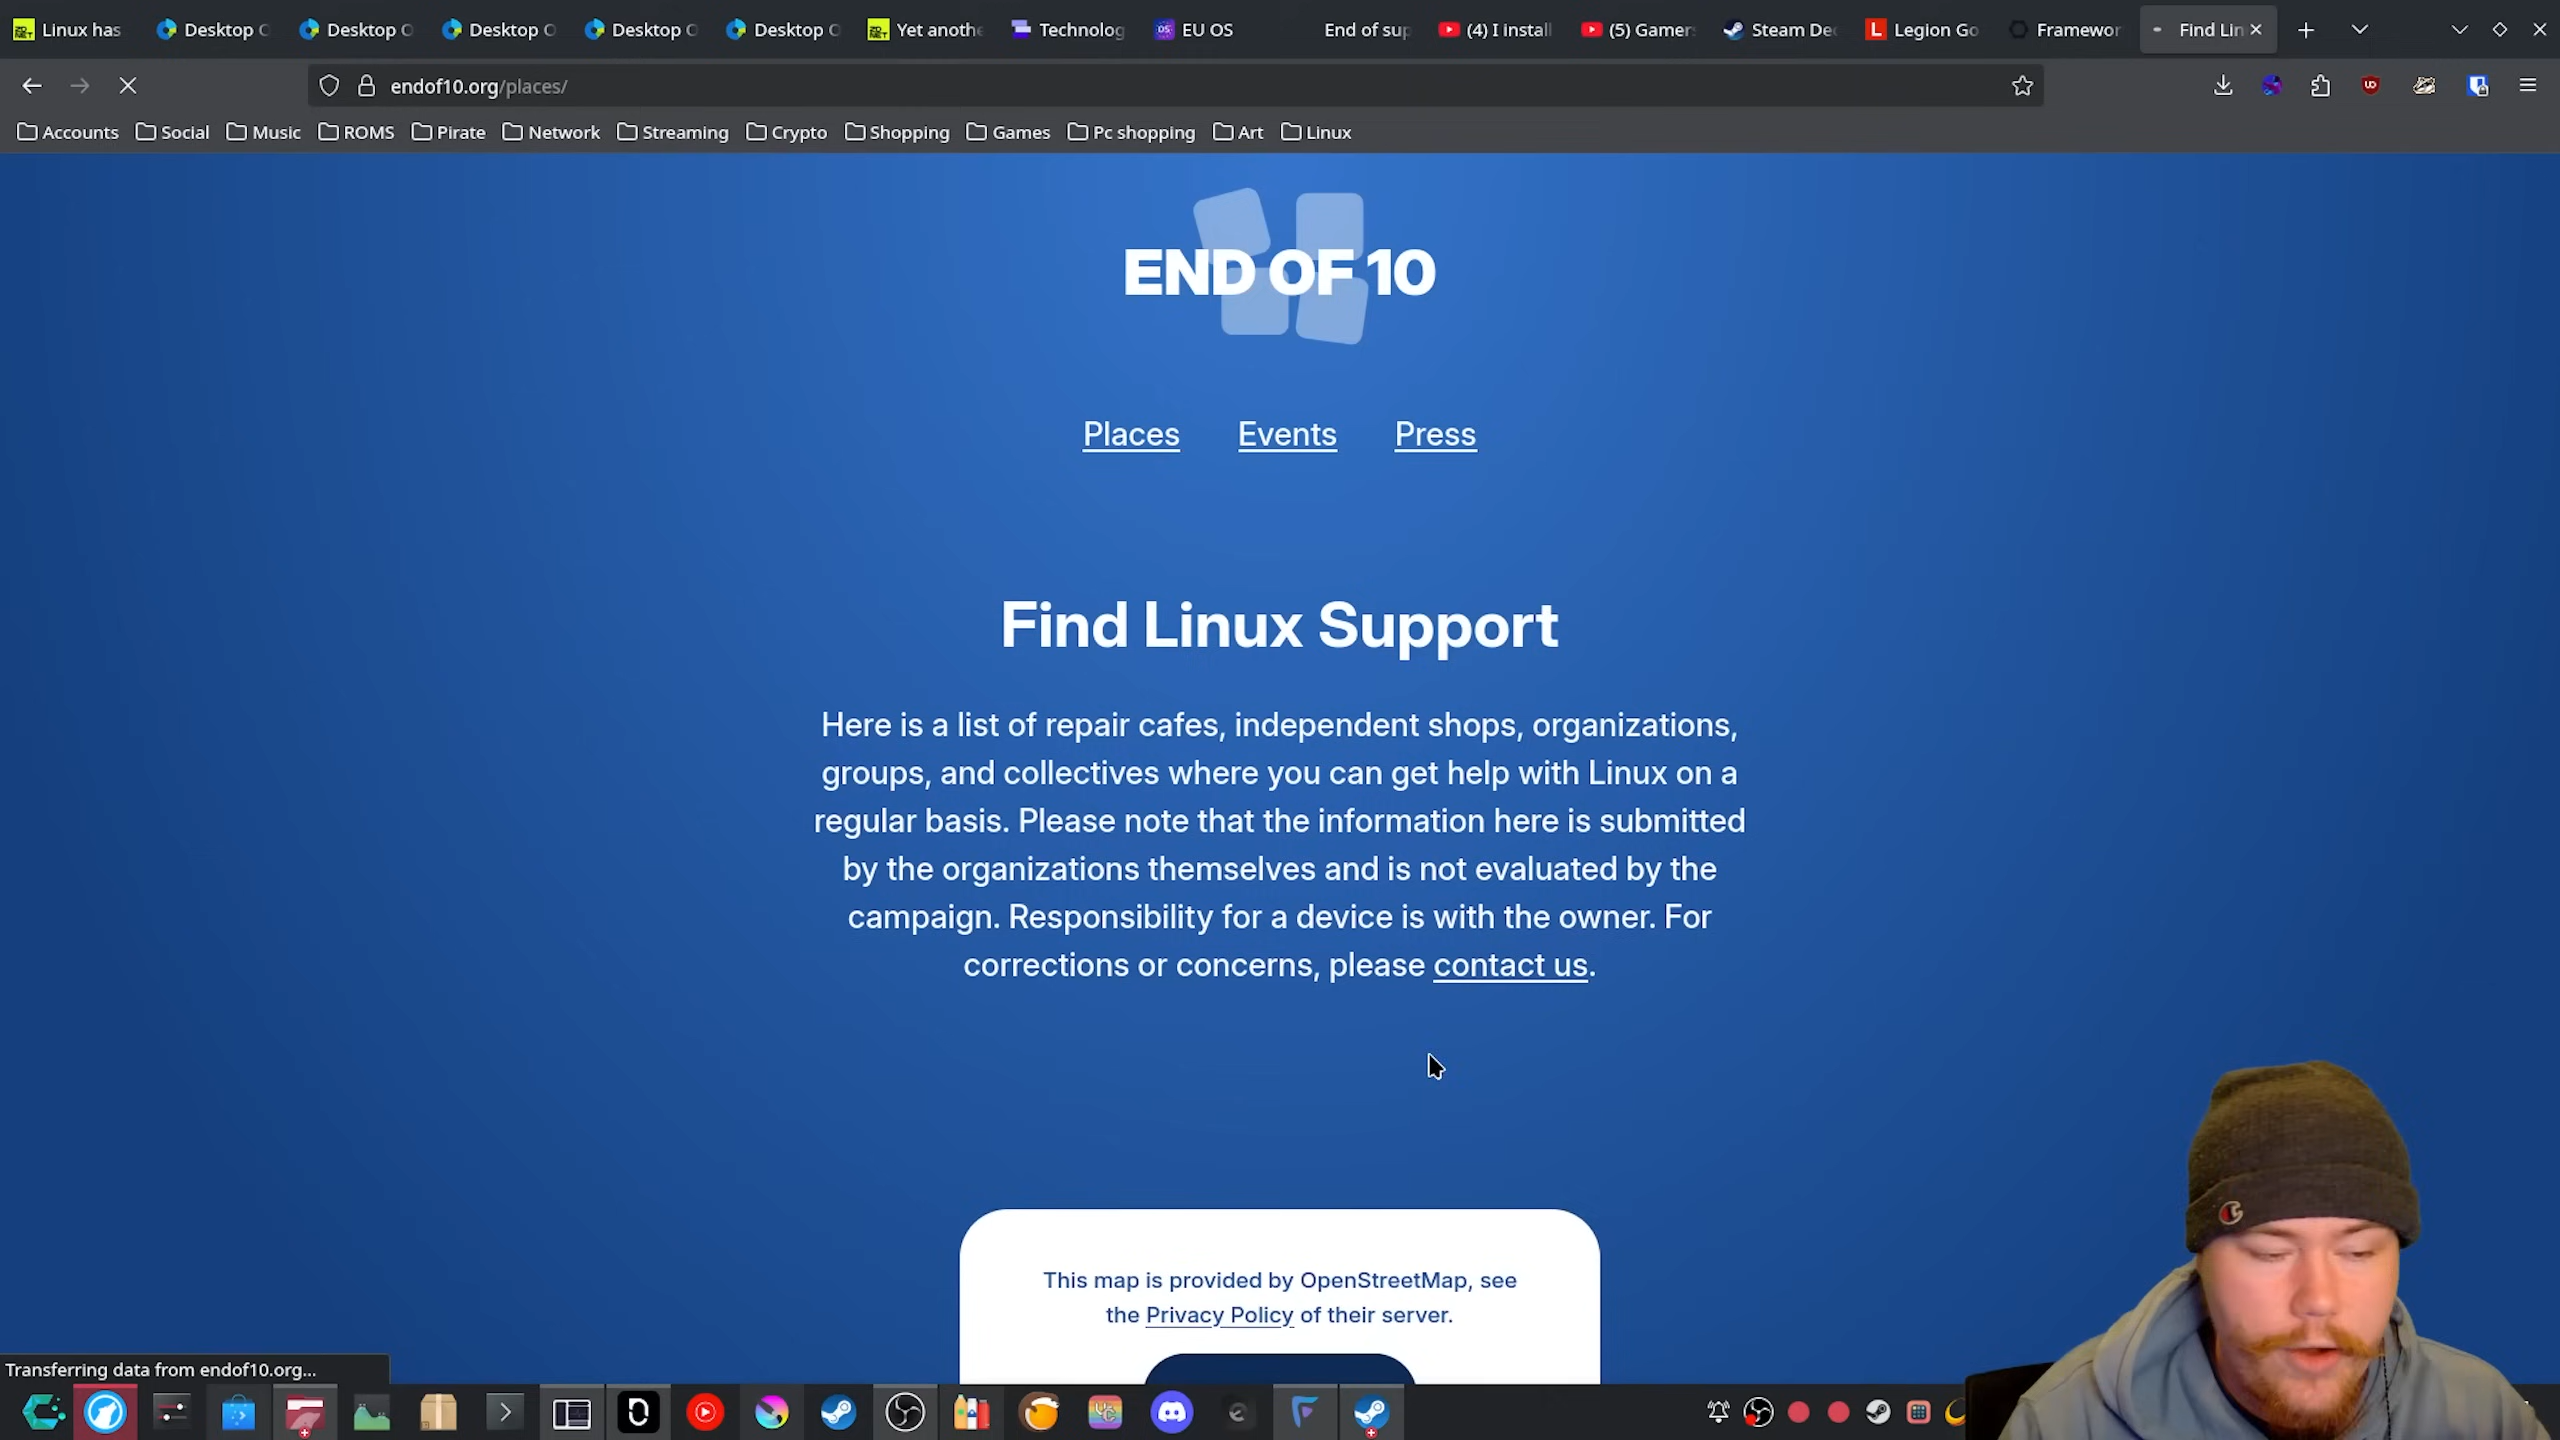 Linux has
Desktop O
Desktop O
Desktop O
Desktop O
Desktop O
Yet anothe
Technolog
EU OS
End of sup
(4) I install
(5) Gamer
Steam De
Legion Go
Framewor
Find Lin
endof10.org/places/
Accounts
Social
Music
ROMS
Pirate
Network
Streaming
Crypto
Shopping
Games
Pc shopping
Art
Linux
END OF 10
Places
Events
Press
Find Linux Support
Here is a list of repair cafes, independent shops, organizations,
groups, and collectives where you can get help with Linux on a
regular basis. Please note that the information here is submitted
by the organizations themselves and is not evaluated by the
campaign. Responsibility for a device is with the owner. For
corrections or concerns, please contact us.
This map is provided by OpenStreetMap, see
the Privacy Policy of their server.
Transferring data from endof10.org...